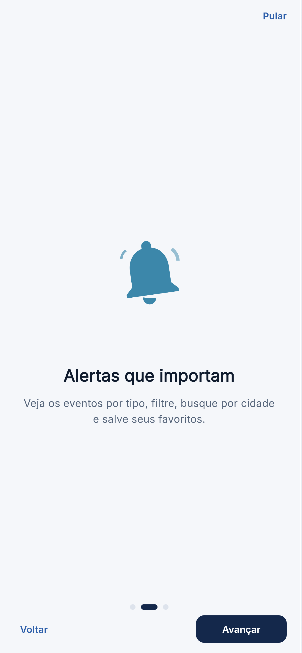 Pular
Alertas que importam
Veja os eventos por tipo, filtre, busque por cidade
e salve seus favoritos.
Voltar
Avançar